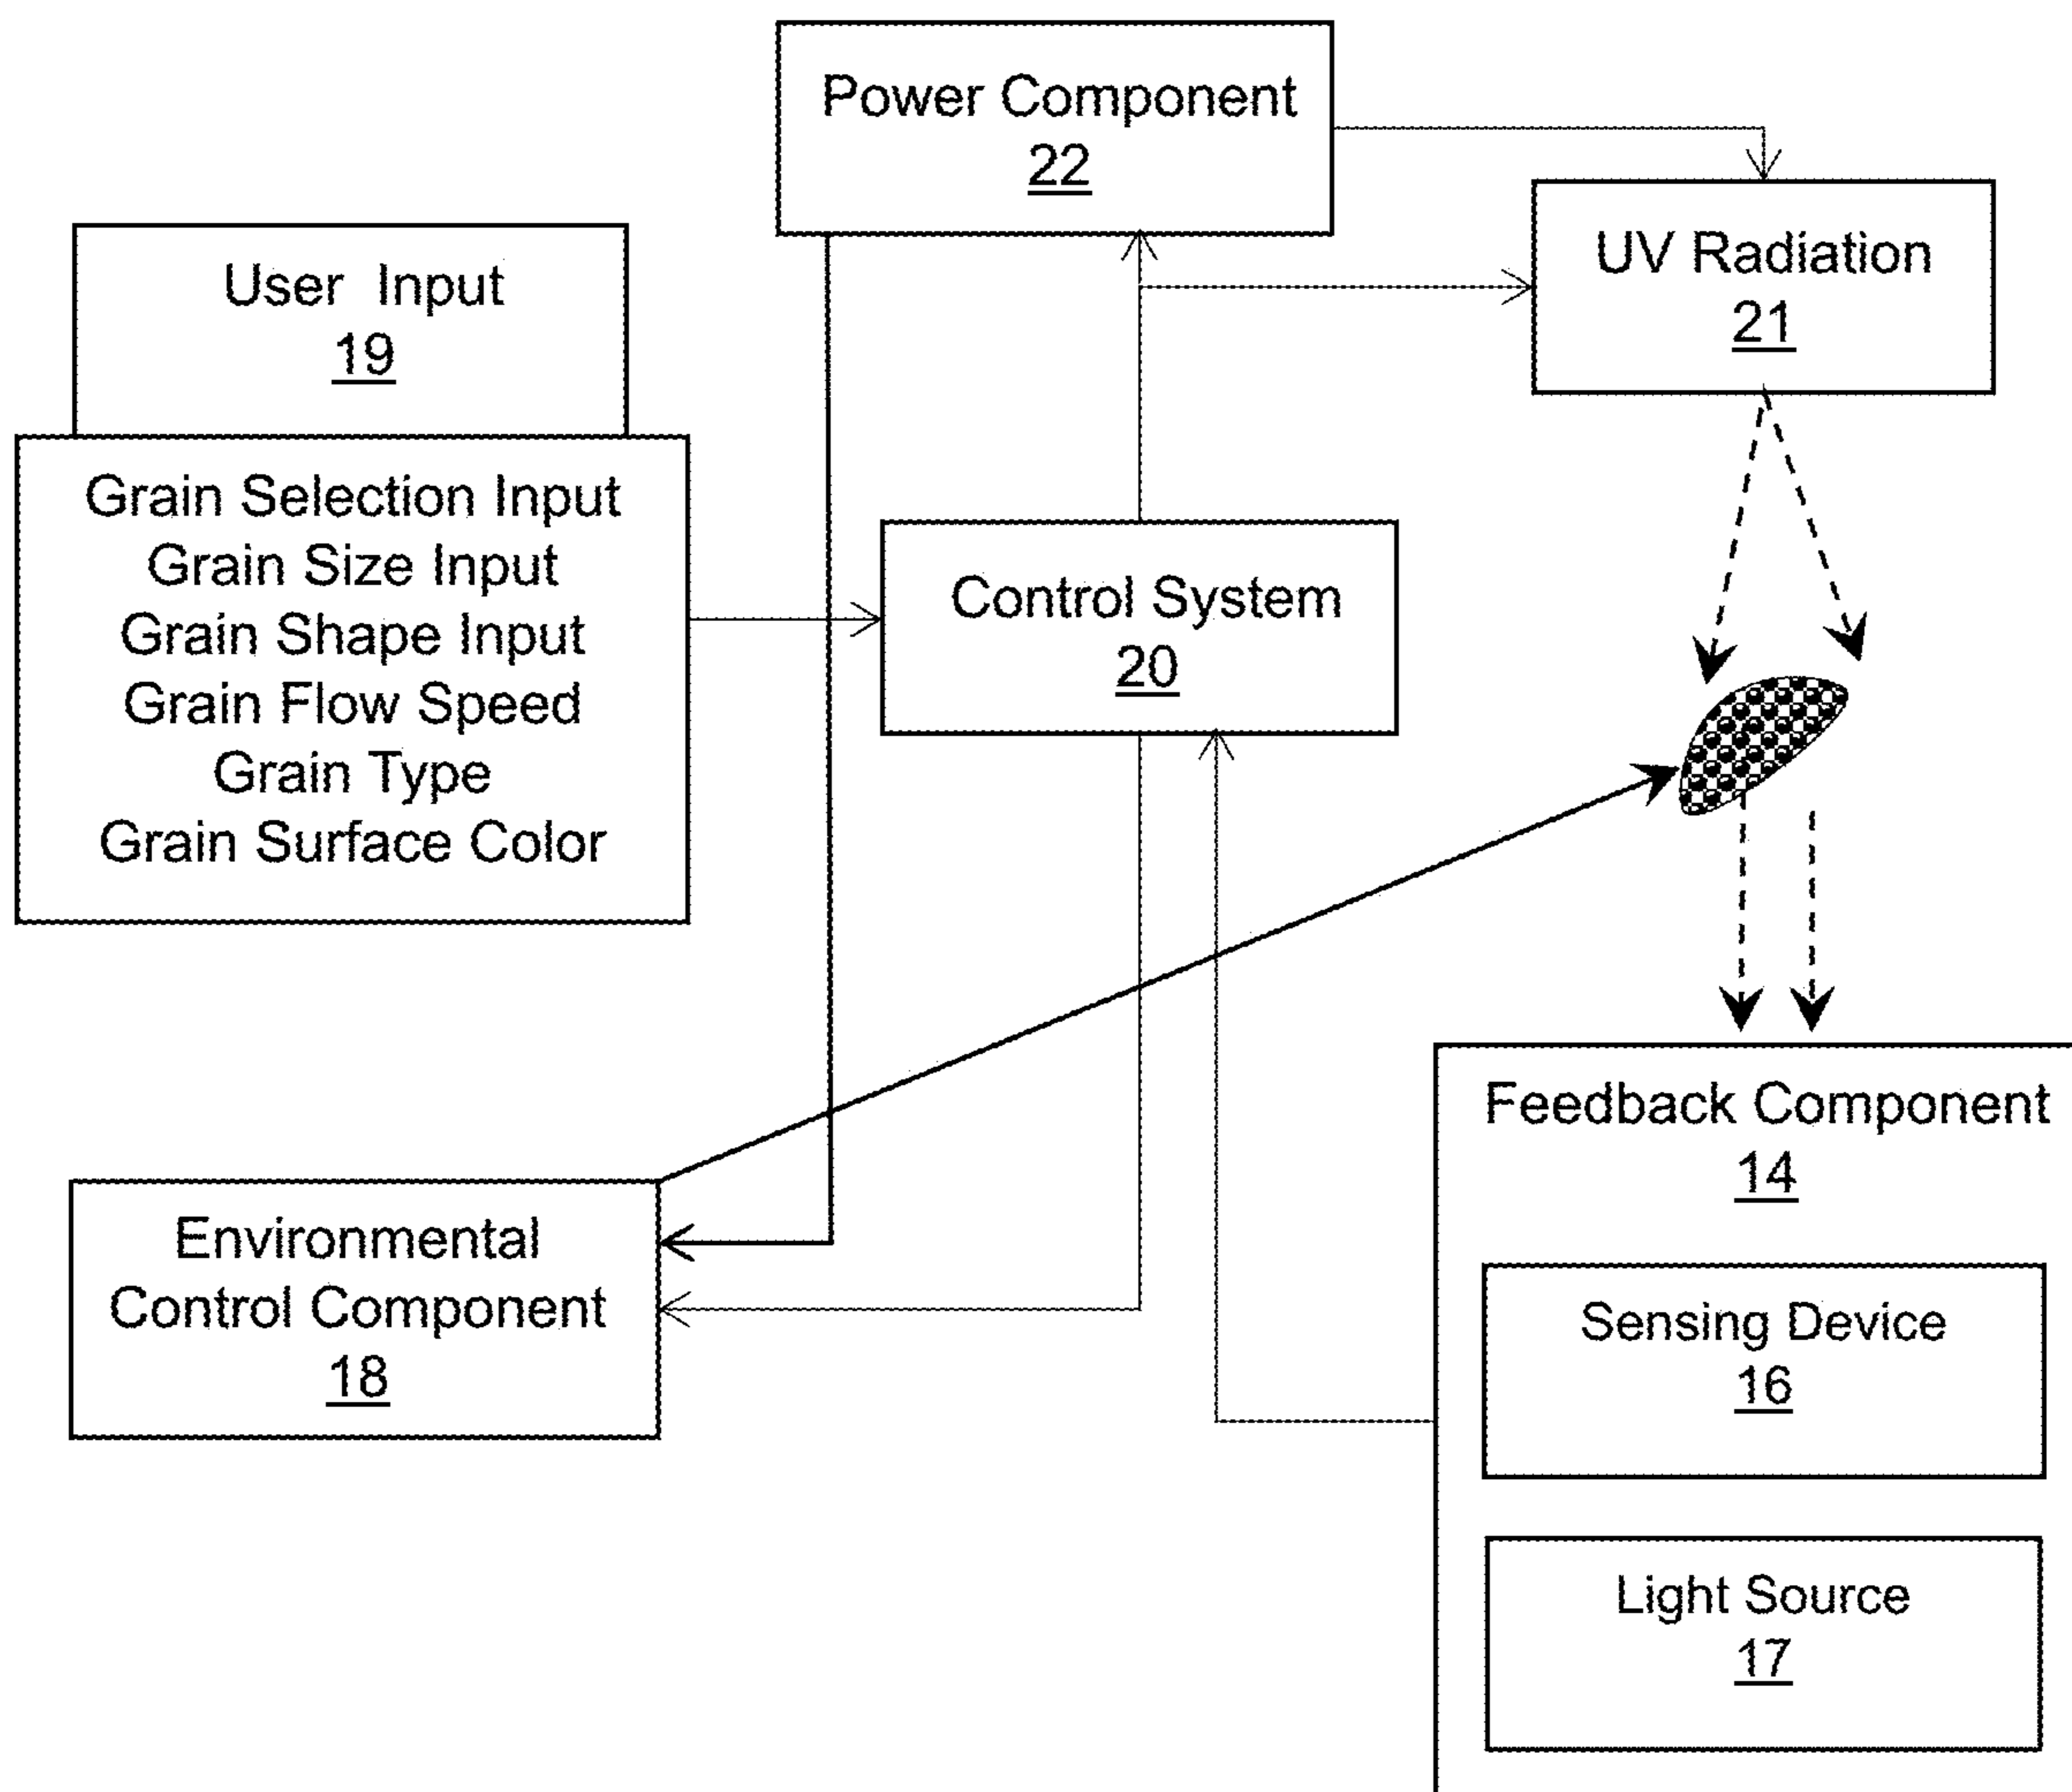 Power Component
22
UV Radiation
21
User Input
19
Grain Selection Input
Grain Size Input
Grain Shape Input
Grain Flow Speed
Grain Type
Grain Surface Color
Control System
20
Environmental
Control Component
18
Feedback Component
14
Sensing Device
16
Light Source
17